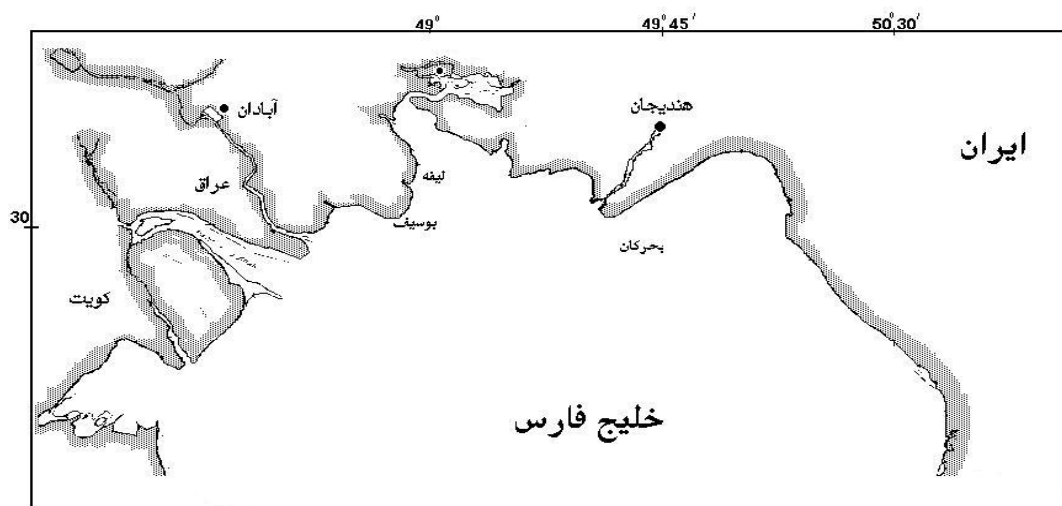 49° 49° 45′ 50° 30′
آبادان
هندیجان
ایران
لیفه
عراق
30
بوسیف
بحرکان
کویت
خلیج فارس